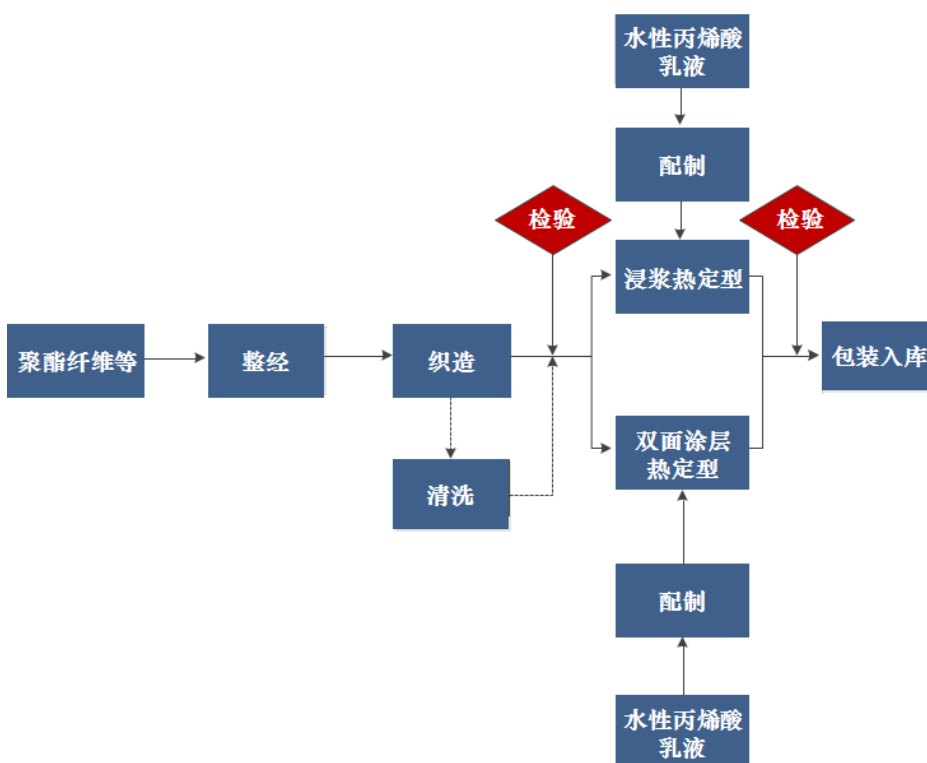 水性丙烯酸
乳液
配制
检验
检验
浸浆热定型
聚酯纤维等
整经
织造
包装入库
双面涂层
热定型
清洗
配制
水性丙烯酸
乳液